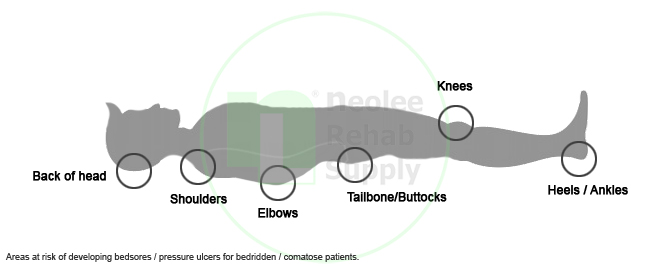 Knees
® neolee
Rehab
Supply
Back of head
Shoulders
Elbows
Tailbone/Buttocks
Heels / Ankles
Areas at risk of developing bedsores / pressure ulcers for bedridden / comatose patients.